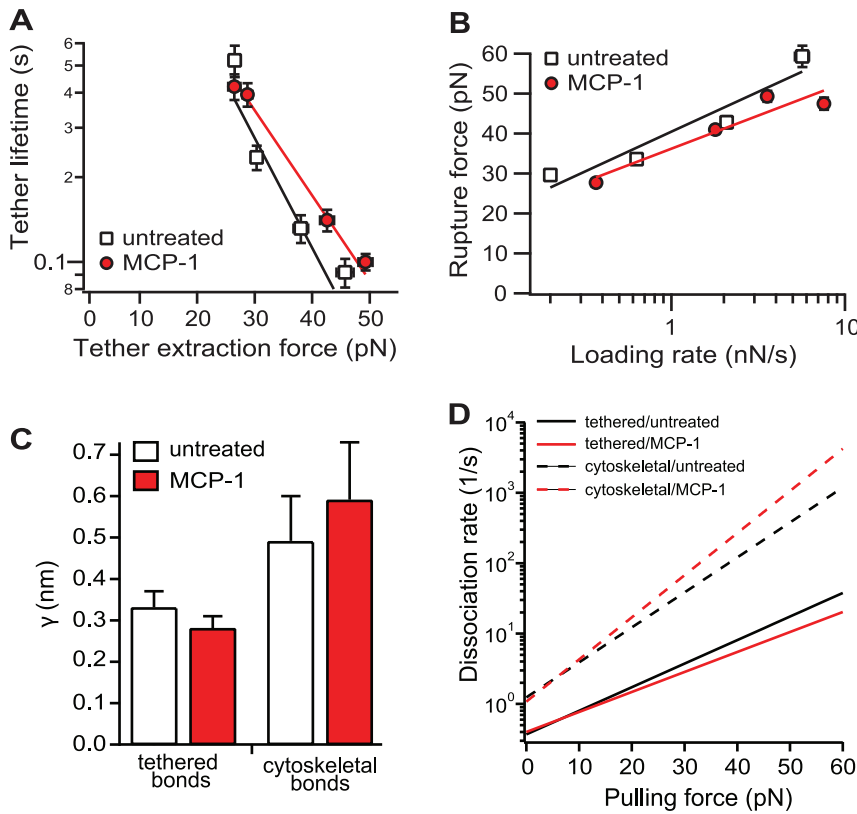 A
Tether lifetime (s)
6
5
4
3
2
0.1
8
untreated
MCP-1
0 10 20 30 40 50
Tether extraction force (pN)
B
Rupture force (pN)
60
50
40
30
20
10
0
untreated
MCP-1
1 10
Loading rate (nN/s)
C
γ (nm)
0.7
0.6
0.5
0.4
0.3
0.2
0.1
0.0
untreated
MCP-1
tethered
bonds
cytoskeletal
bonds
D
Dissociation rate (1/s)
10^4
10^3
10^2
10^1
10^0
tethered/untreated
tethered/MCP-1
cytoskeletal/untreated
cytoskeletal/MCP-1
0 10 20 30 40 50 60
Pulling force (pN)